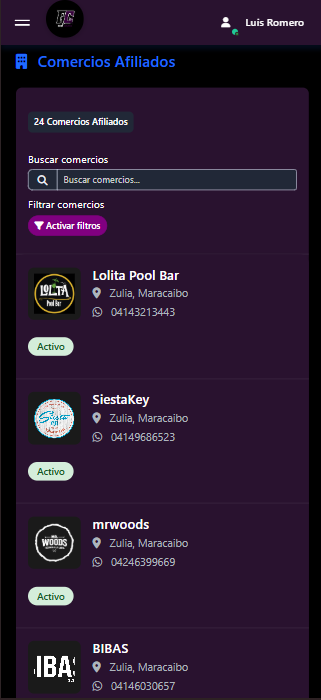 Luis Romero
Comercios Afiliados
24 Comercios Afiliados
Buscar comercios
Buscar comercios...
Filtrar comercios
Activar filtros
LOLITA
Pool Bar
Lolita Pool Bar
Zulia, Maracaibo
04143213443
Activo
SiestaKey
Zulia, Maracaibo
04149686523
Activo
WOODS
mrwoods
Zulia, Maracaibo
04246399669
Activo
IBAS
BIBAS
Zulia, Maracaibo
04146030657